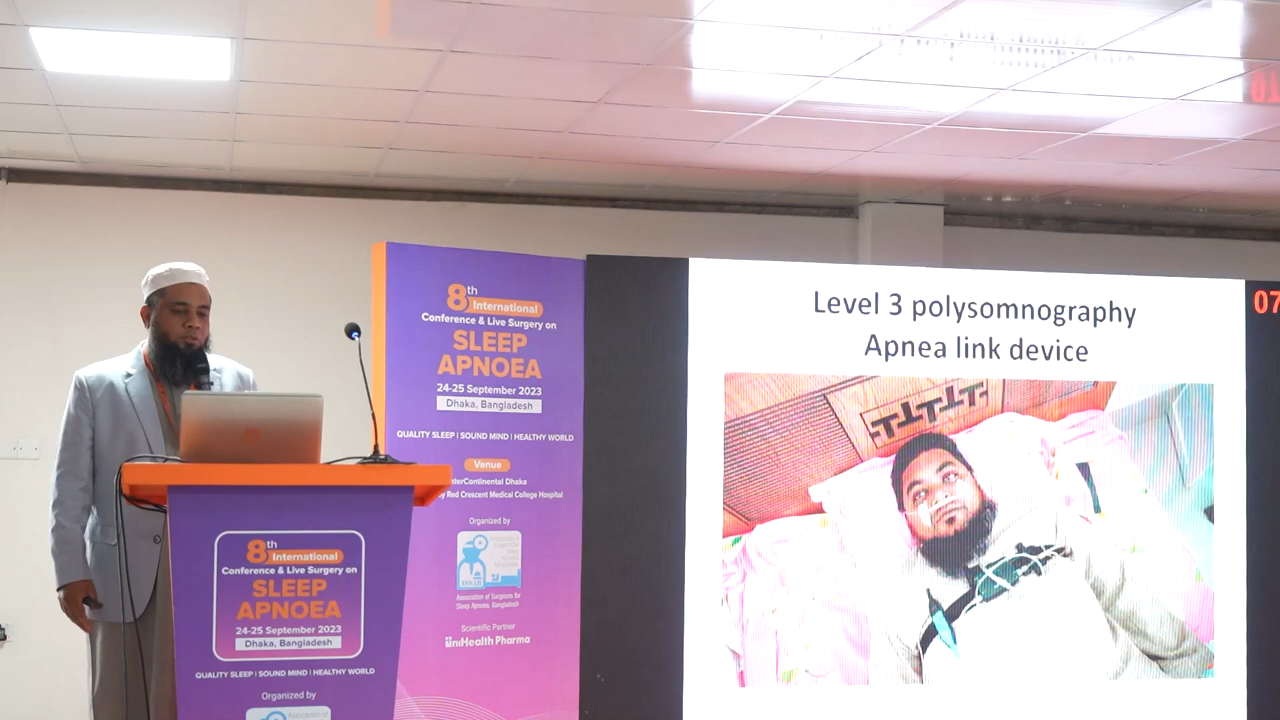 8th
International
Conference & Live Surgery on
SLEEP
APNOEA
24-25 September 2023
Dhaka, Bangladesh
QUALITY SLEEP | SOUND MIND | HEALTHY WORLD
Venue
InterContinental Dhaka
Red Crescent Medical College Hospital
Organized by
ASSAB
Association of Surgeons for
Sleep Apnoea, Bangladesh
Scientific Partner
UniHealth Pharma
Level 3 polysomnography
Apnea link device
07
8th
International
Conference & Live Surgery on
SLEEP
APNOEA
24-25 September 2023
Dhaka, Bangladesh
QUALITY SLEEP | SOUND MIND | HEALTHY WORLD
Organized by